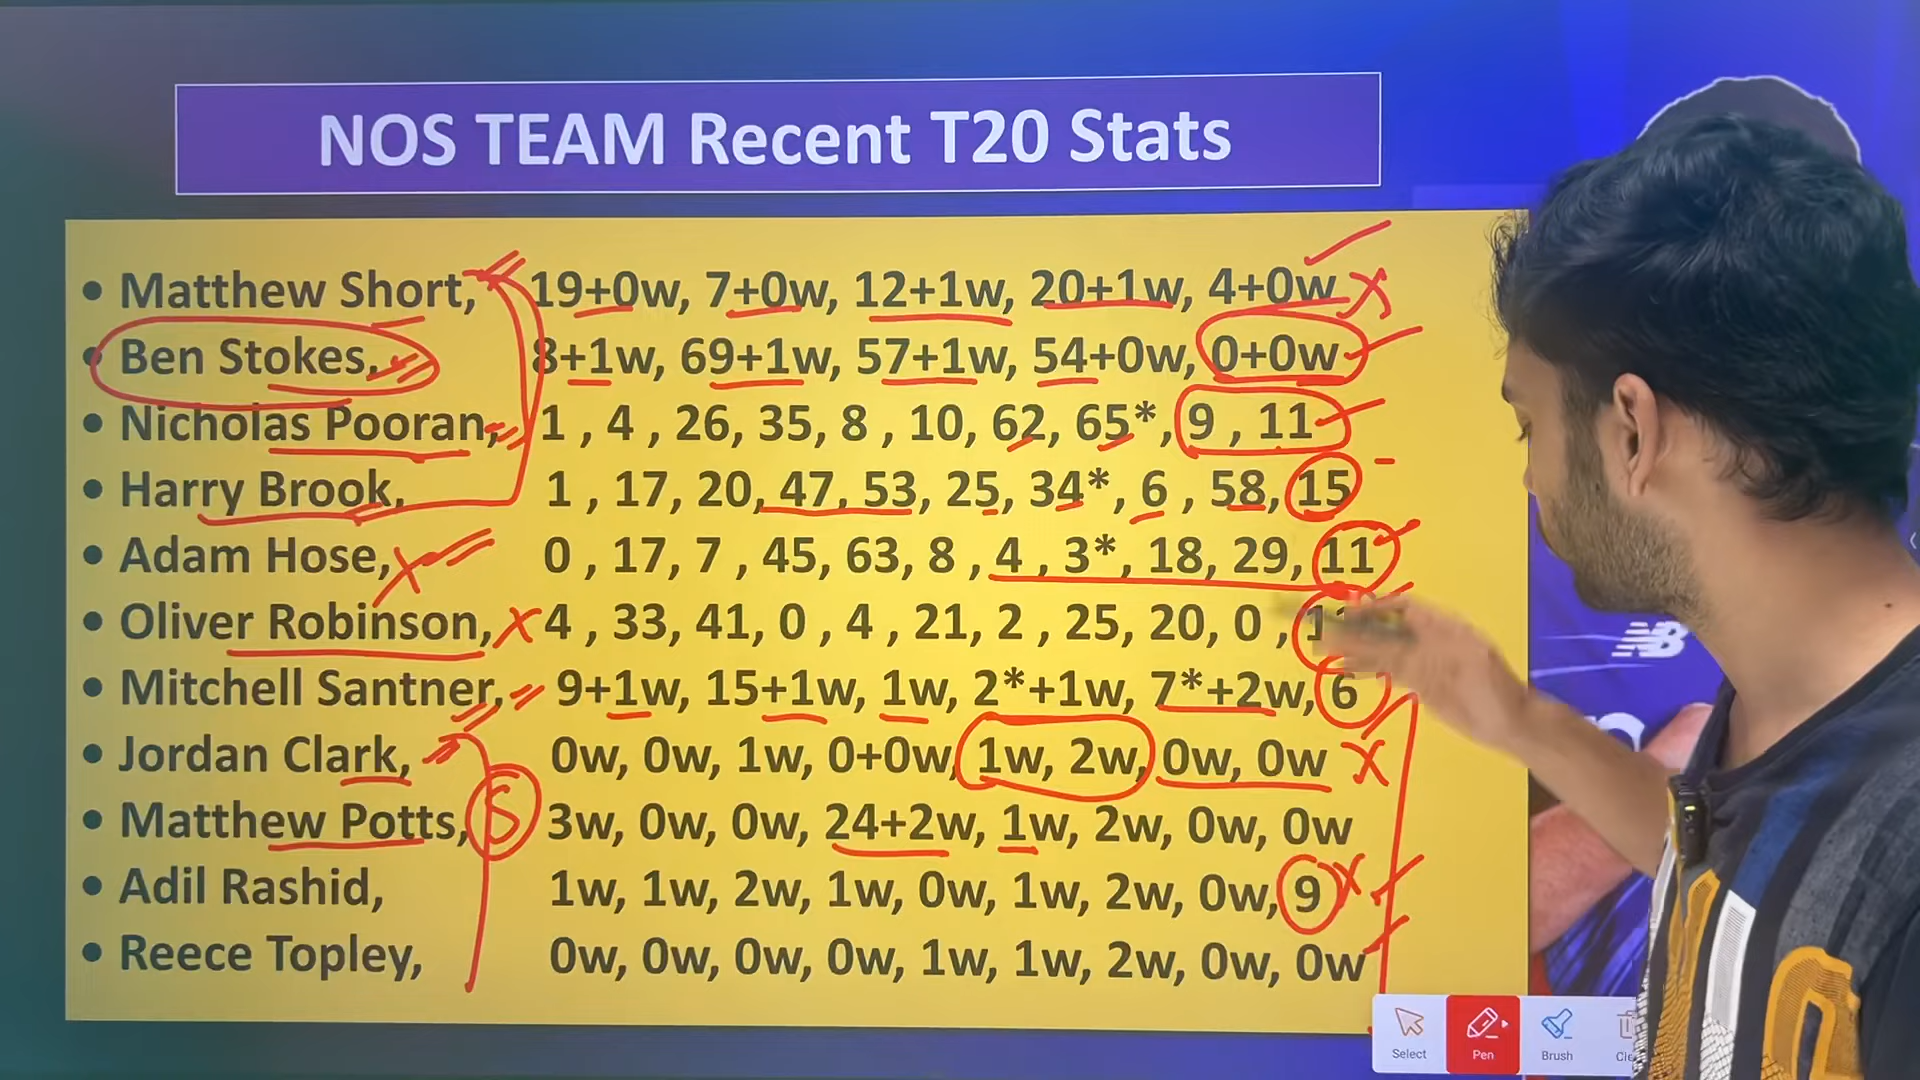 NOS TEAM Recent T20 Stats
• Matthew Short, 19+0w, 7+0w, 12+1w, 20+1w, 4+0w X
• Ben Stokes, 8+1w, 69+1w, 57+1w, 54+0w, 0+0w
• Nicholas Pooran, 1 , 4 , 26, 35, 8 , 10, 62, 65*, 9 , 11
• Harry Brook, 1 , 17, 20, 47, 53, 25, 34*, 6 , 58, 15
• Adam Hose, X 0 , 17, 7 , 45, 63, 8 , 4 , 3*, 18, 29, 11
• Oliver Robinson, X 4 , 33, 41, 0 , 4 , 21, 2 , 25, 20, 0 ,
• Mitchell Santner, 9+1w, 15+1w, 1w, 2*+1w, 7*+2w, 6
• Jordan Clark, 0w, 0w, 1w, 0+0w, 1w, 2w, 0w, 0w X
• Matthew Potts, S 3w, 0w, 0w, 24+2w, 1w, 2w, 0w, 0w
• Adil Rashid, 1w, 1w, 2w, 1w, 0w, 1w, 2w, 0w, 9 X
• Reece Topley, 0w, 0w, 0w, 0w, 1w, 1w, 2w, 0w, 0w
NB
Select Pen Brush